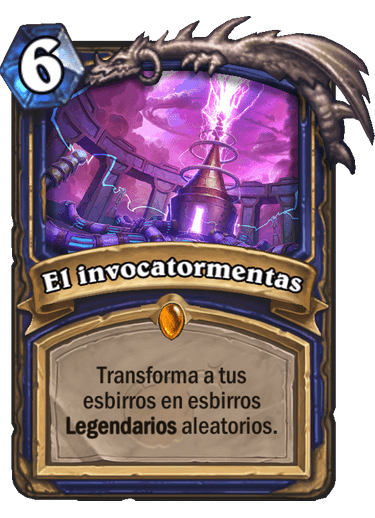 6
El invocatormentas
Transforma a tus
esbirros en esbirros
Legendarios aleatorios.